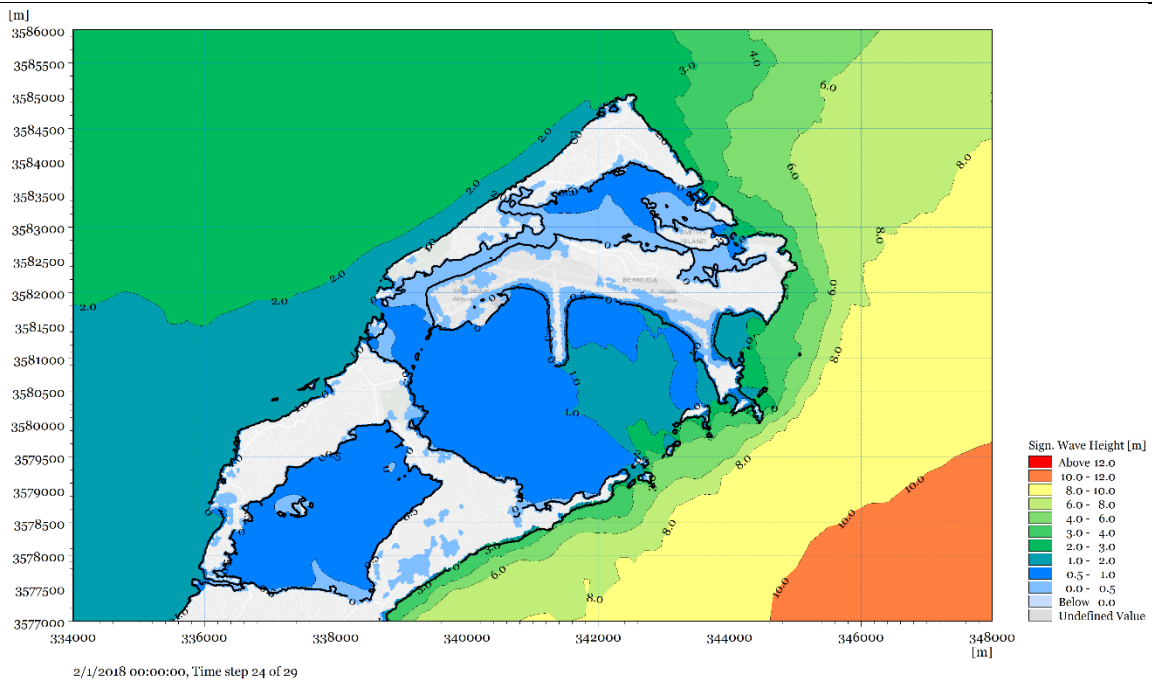 [m]
3586000
3585500
3585000
3584500
3584000
3583500
3583000
3582500
3582000
3581500
3581000
3580500
3580000
3579500
3579000
3578500
3578000
3577500
3577000
334000 336000 338000 340000 342000 344000 346000 348000
[m]
3.0
4.0
6.0
8.0
2.0
2.0
2.0
2.0
2.0
ISLAND
BERMUDA
6.0
8.0
8.0
1.0
1.0
8.0
10.0
10.0
8.0
6.0
8.0
10.0
Sign. Wave Height [m]
Above 12.0
10.0 - 12.0
8.0 - 10.0
6.0 - 8.0
4.0 - 6.0
3.0 - 4.0
2.0 - 3.0
1.0 - 2.0
0.5 - 1.0
0.0 - 0.5
Below 0.0
Undefined Value
2/1/2018 00:00:00, Time step 24 of 29